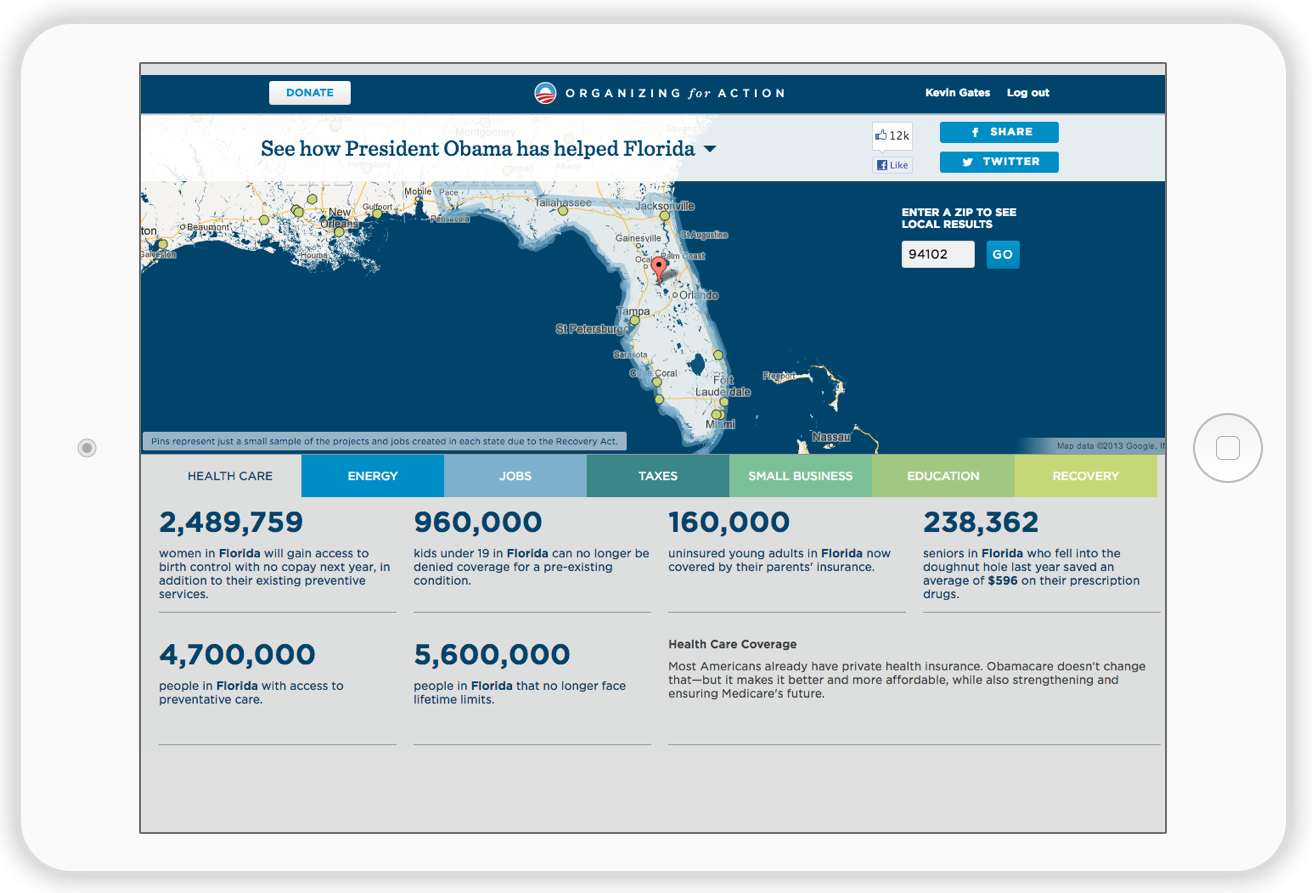 DONATE
ORGANIZING for ACTION
Kevin Gates
Log out
See how President Obama has helped Florida
12k
Like
SHARE
TWITTER
Montgomery
Mobile
Pace
Tallahassee
Jacksonville
New
Orleans
Gulfport
Pensacola
Beaumont
ton
Galveston
Houma
Gainesville
St Augustine
Palm Coast
Orlando
Tampa
St Petersburg
Sarasota
Coral
Fort
Lauderdale
Miami
Freeport
Nassau
ENTER A ZIP TO SEE
LOCAL RESULTS
94102
GO
Pins represent just a small sample of the projects and jobs created in each state due to the Recovery Act.
Map data ©2013 Google, IN
HEALTH CARE
ENERGY
JOBS
TAXES
SMALL BUSINESS
EDUCATION
RECOVERY
2,489,759
women in Florida will gain access to
birth control with no copay next year, in
addition to their existing preventive
services.
960,000
kids under 19 in Florida can no longer be
denied coverage for a pre-existing
condition.
160,000
uninsured young adults in Florida now
covered by their parents' insurance.
238,362
seniors in Florida who fell into the
doughnut hole last year saved an
average of $596 on their prescription
drugs.
4,700,000
people in Florida with access to
preventative care.
5,600,000
people in Florida that no longer face
lifetime limits.
Health Care Coverage
Most Americans already have private health insurance. Obamacare doesn't change
that—but it makes it better and more affordable, while also strengthening and
ensuring Medicare's future.